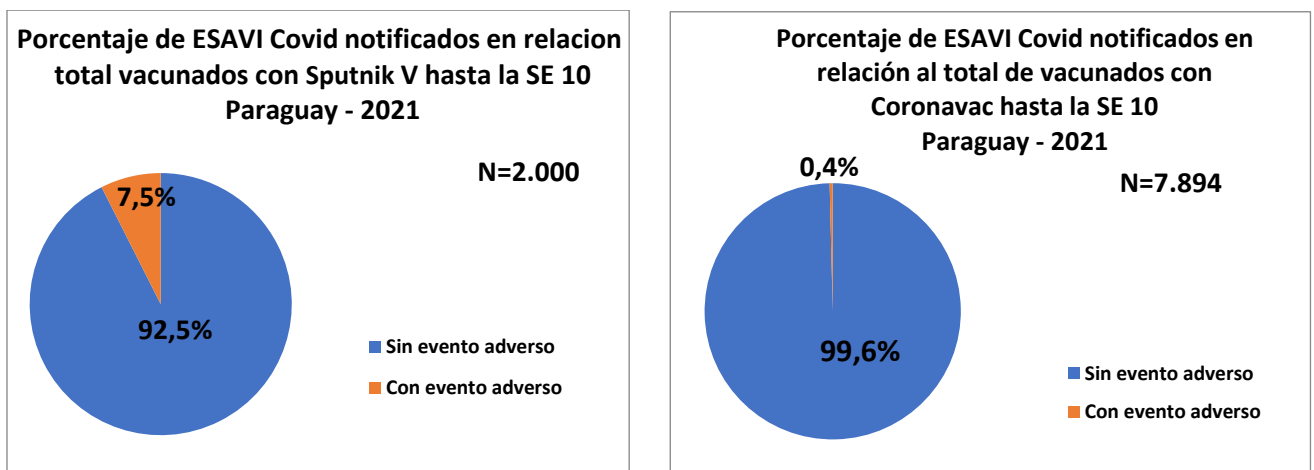 Porcentaje de ESAVI Covid notificados en relacion
total vacunados con Sputnik V hasta la SE 10
Paraguay - 2021
N=2.000
7,5%
92,5%
Sin evento adverso
Con evento adverso
Porcentaje de ESAVI Covid notificados en
relación al total de vacunados con
Coronavac hasta la SE 10
Paraguay - 2021
0,4%
N=7.894
99,6%
Sin evento adverso
Con evento adverso